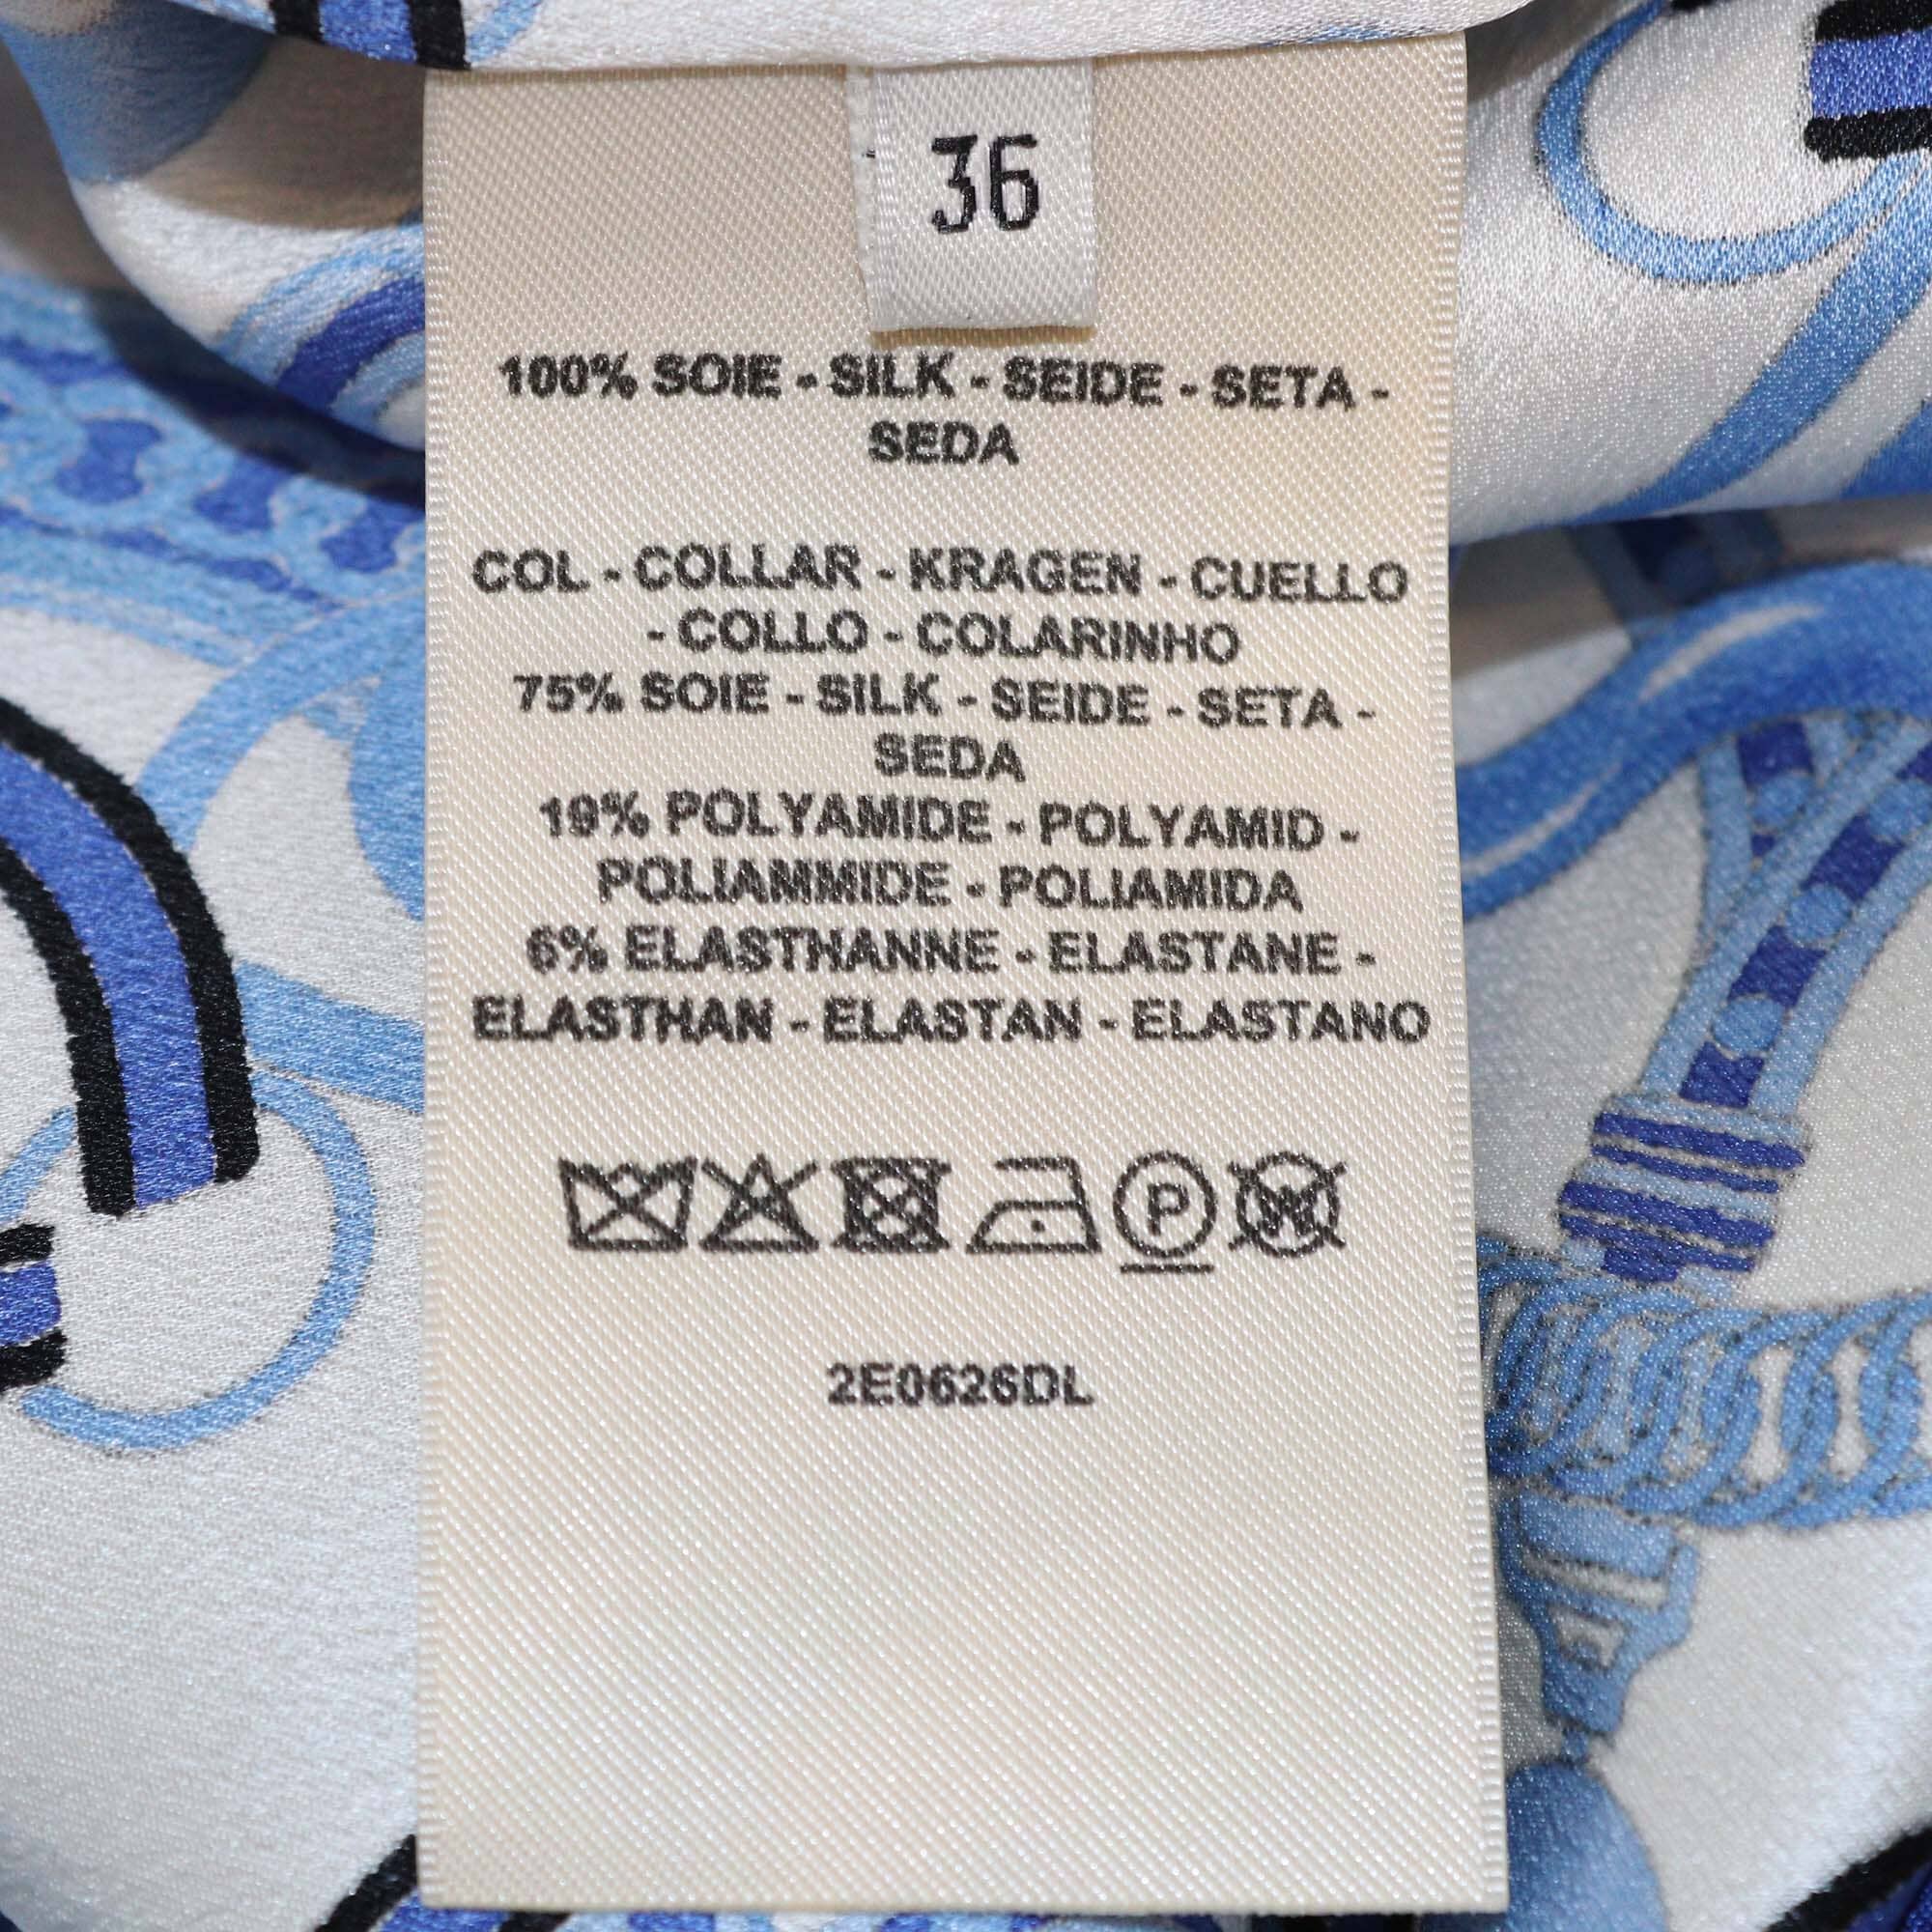 36
100% SOIE - SILK - SEIDE - SETA -
SEDA
COL - COLLAR - KRAGEN - CUELLO
- COLLO - COLARINHO
75% SOIE - SILK - SEIDE - SETA -
SEDA
19% POLYAMIDE - POLYAMID -
POLIAMMIDE - POLIAMIDA
6% ELASTHANNE - ELASTANE -
ELASTHAN - ELASTAN - ELASTANO
P W
2E0626DL